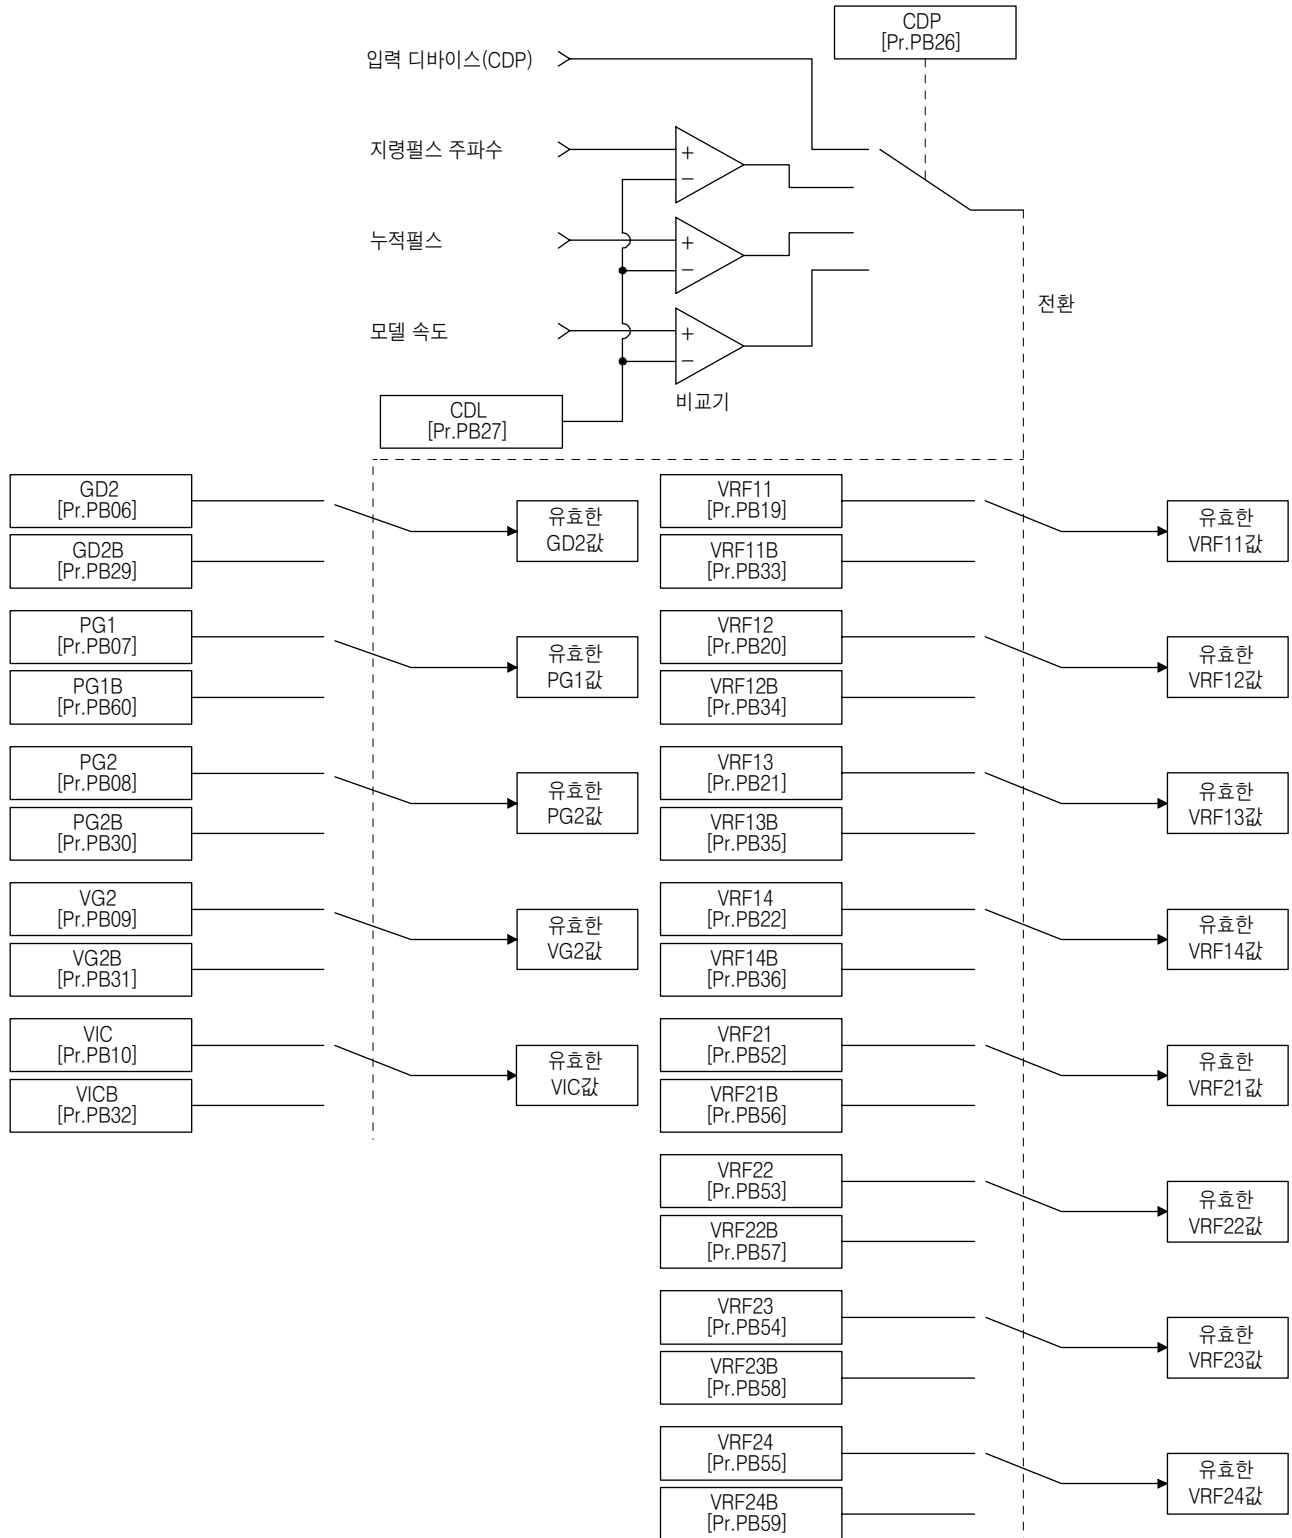 CDP
[Pr.PB26]
입력 디바이스(CDP)
지령펄스 주파수
+
−
누적펄스
+
−
전환
모델 속도
+
−
비교기
CDL
[Pr.PB27]
GD2
[Pr.PB06]
GD2B
[Pr.PB29]
유효한
GD2값
PG1
[Pr.PB07]
PG1B
[Pr.PB60]
유효한
PG1값
PG2
[Pr.PB08]
PG2B
[Pr.PB30]
유효한
PG2값
VG2
[Pr.PB09]
VG2B
[Pr.PB31]
유효한
VG2값
VIC
[Pr.PB10]
VICB
[Pr.PB32]
유효한
VIC값
VRF11
[Pr.PB19]
VRF11B
[Pr.PB33]
유효한
VRF11값
VRF12
[Pr.PB20]
VRF12B
[Pr.PB34]
유효한
VRF12값
VRF13
[Pr.PB21]
VRF13B
[Pr.PB35]
유효한
VRF13값
VRF14
[Pr.PB22]
VRF14B
[Pr.PB36]
유효한
VRF14값
VRF21
[Pr.PB52]
VRF21B
[Pr.PB56]
유효한
VRF21값
VRF22
[Pr.PB53]
VRF22B
[Pr.PB57]
유효한
VRF22값
VRF23
[Pr.PB54]
VRF23B
[Pr.PB58]
유효한
VRF23값
VRF24
[Pr.PB55]
VRF24B
[Pr.PB59]
유효한
VRF24값